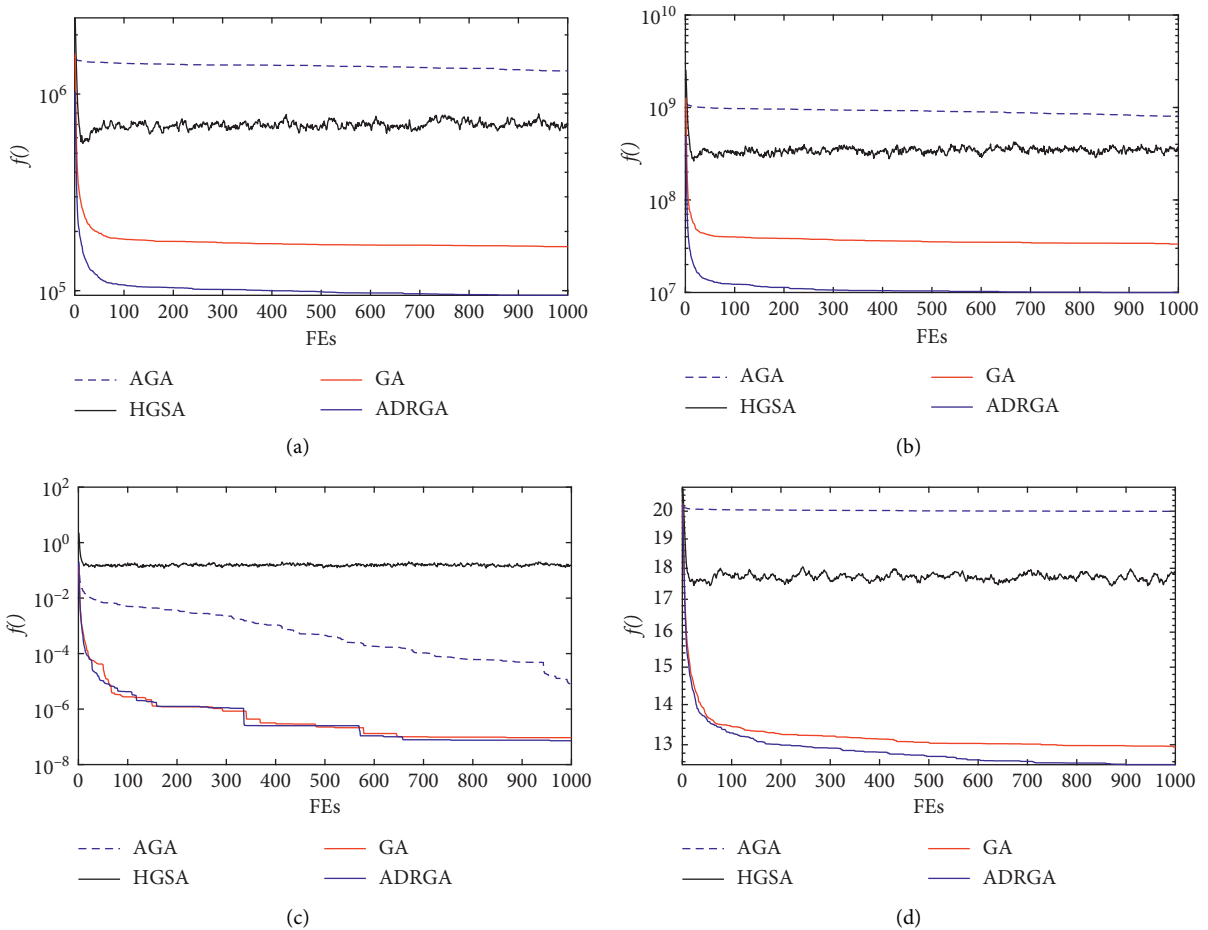 10^6
10^5
f()
0 100 200 300 400 500 600 700 800 900 1000
FEs
AGA GA
HGSA ADRGA
(a)
10^10
10^9
10^8
10^7
f()
0 100 200 300 400 500 600 700 800 900 1000
FEs
AGA GA
HGSA ADRGA
(b)
10^2
10^0
10^-2
10^-4
10^-6
10^-8
f()
0 100 200 300 400 500 600 700 800 900 1000
FEs
AGA GA
HGSA ADRGA
(c)
20
19
18
17
16
15
14
13
f()
0 100 200 300 400 500 600 700 800 900 1000
FEs
AGA GA
HGSA ADRGA
(d)